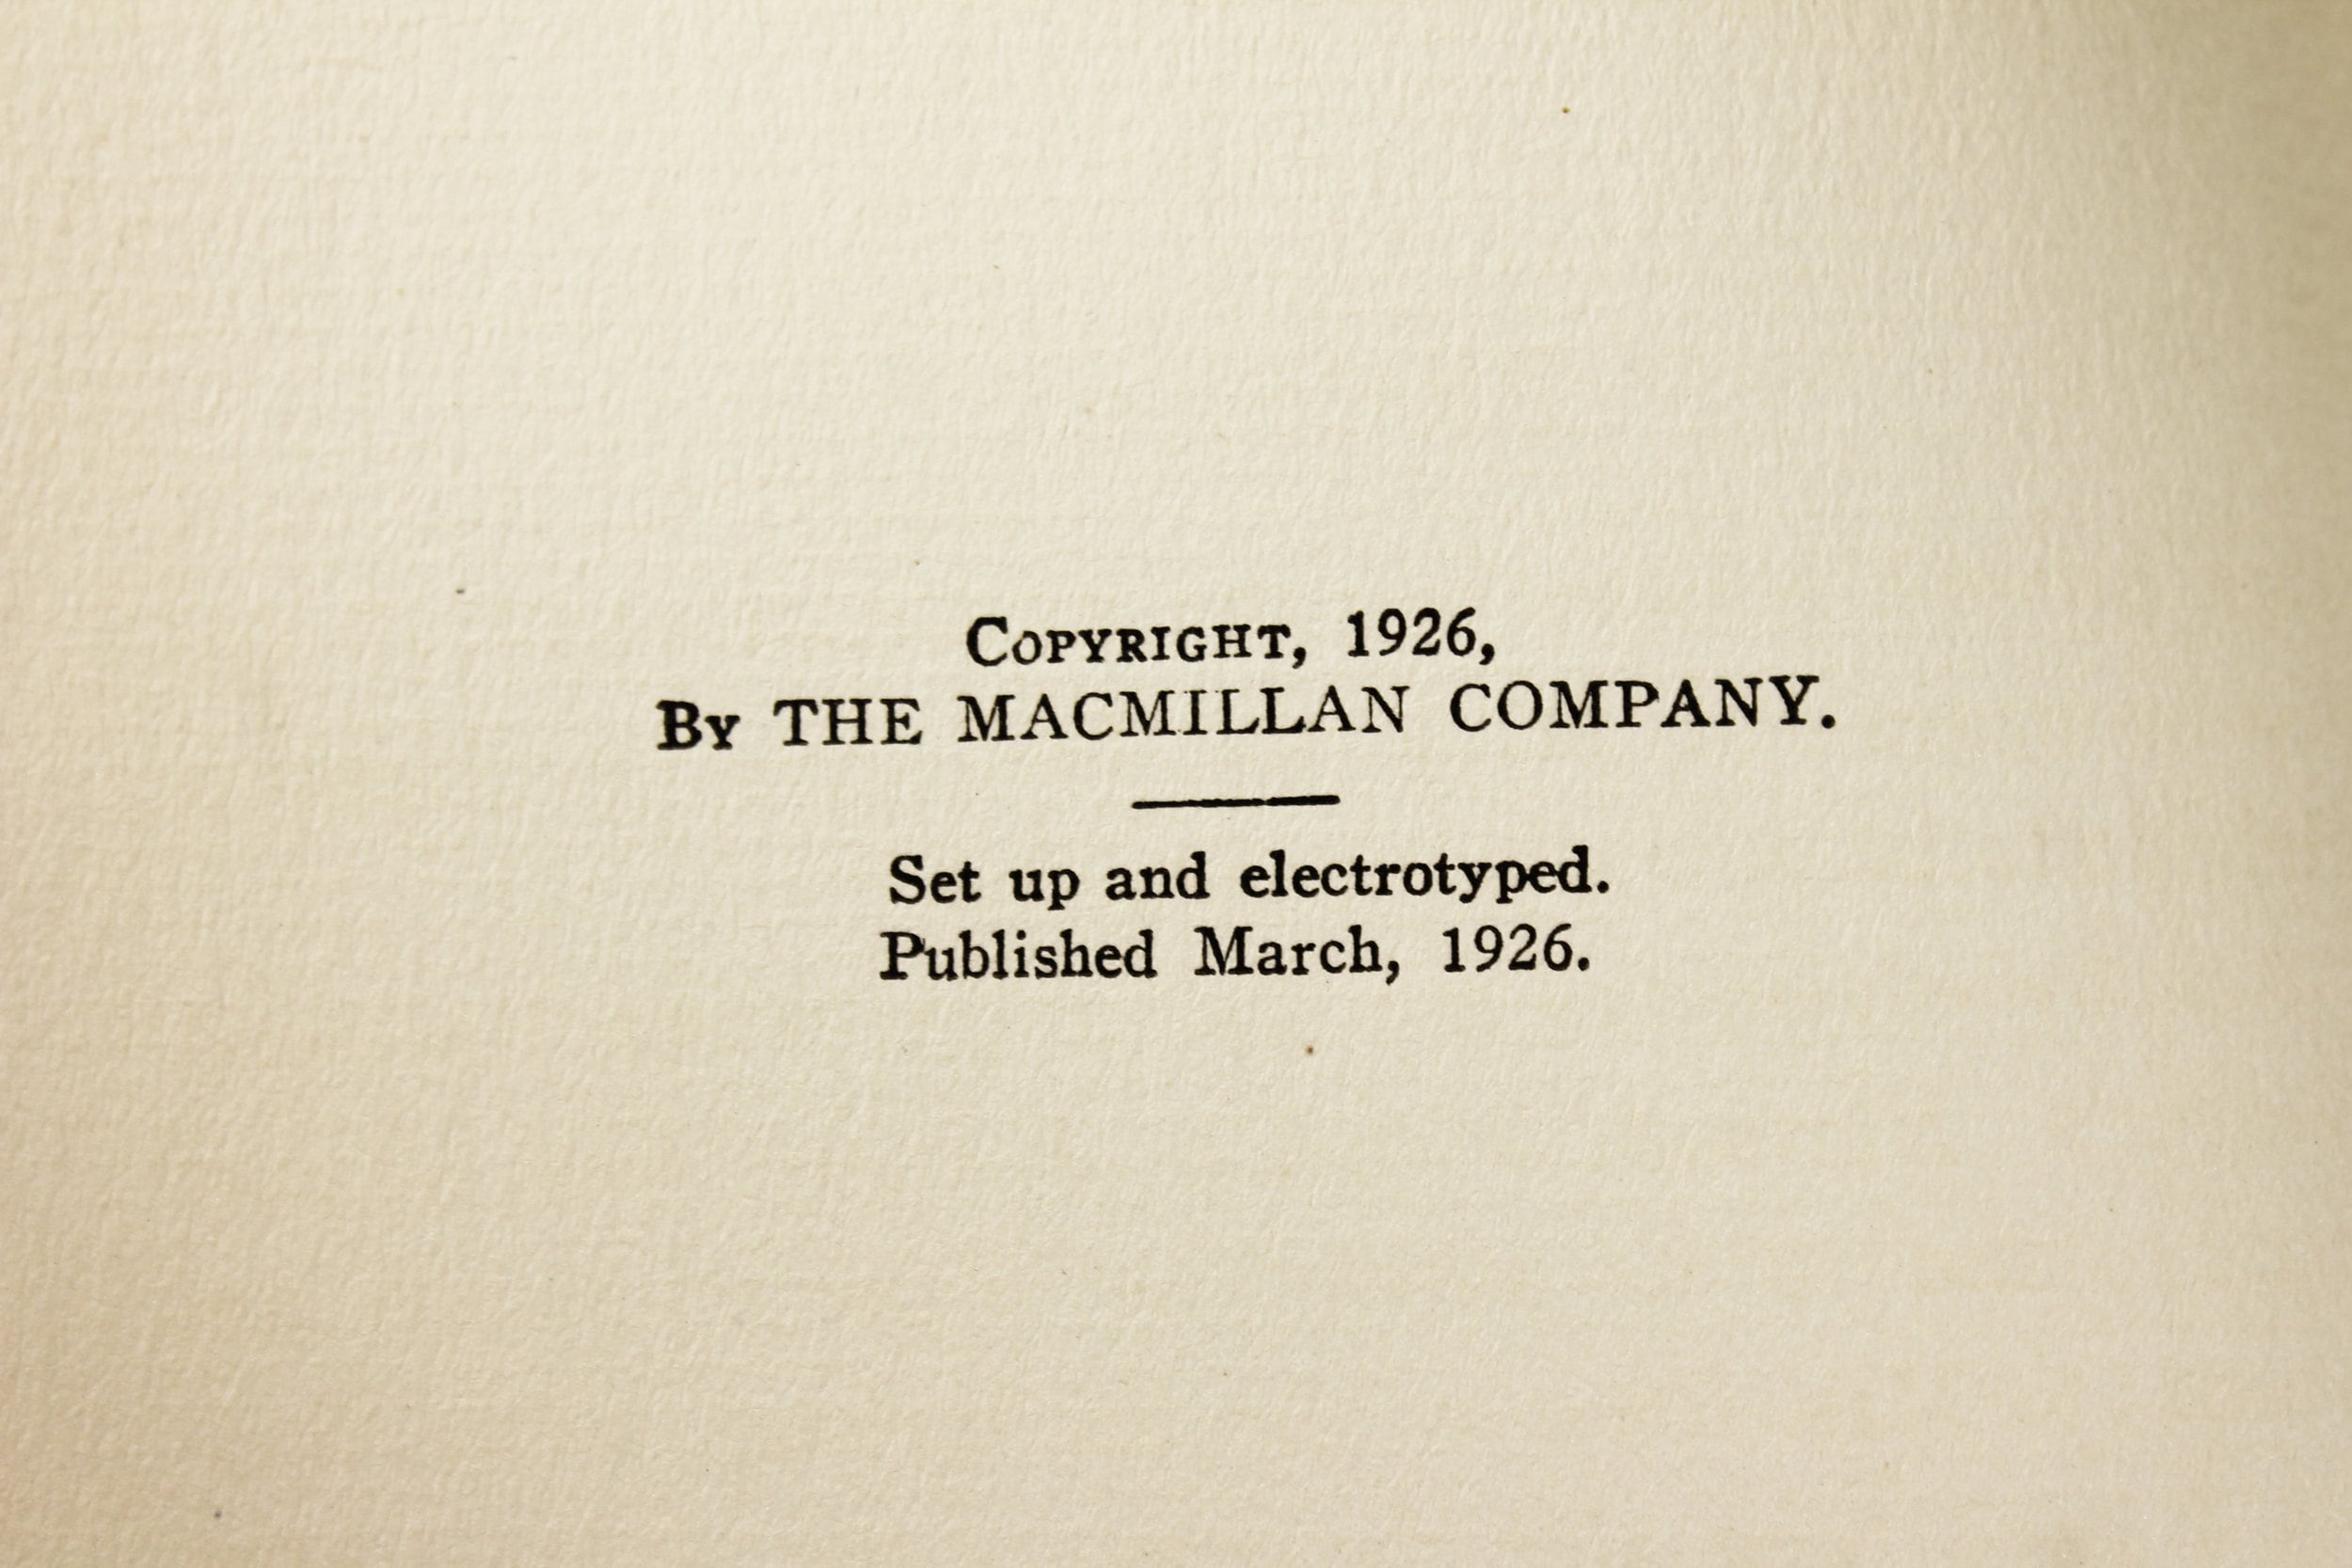 Copyright, 1926,
By THE MACMILLAN COMPANY.
Set up and electrotyped.
Published March, 1926.